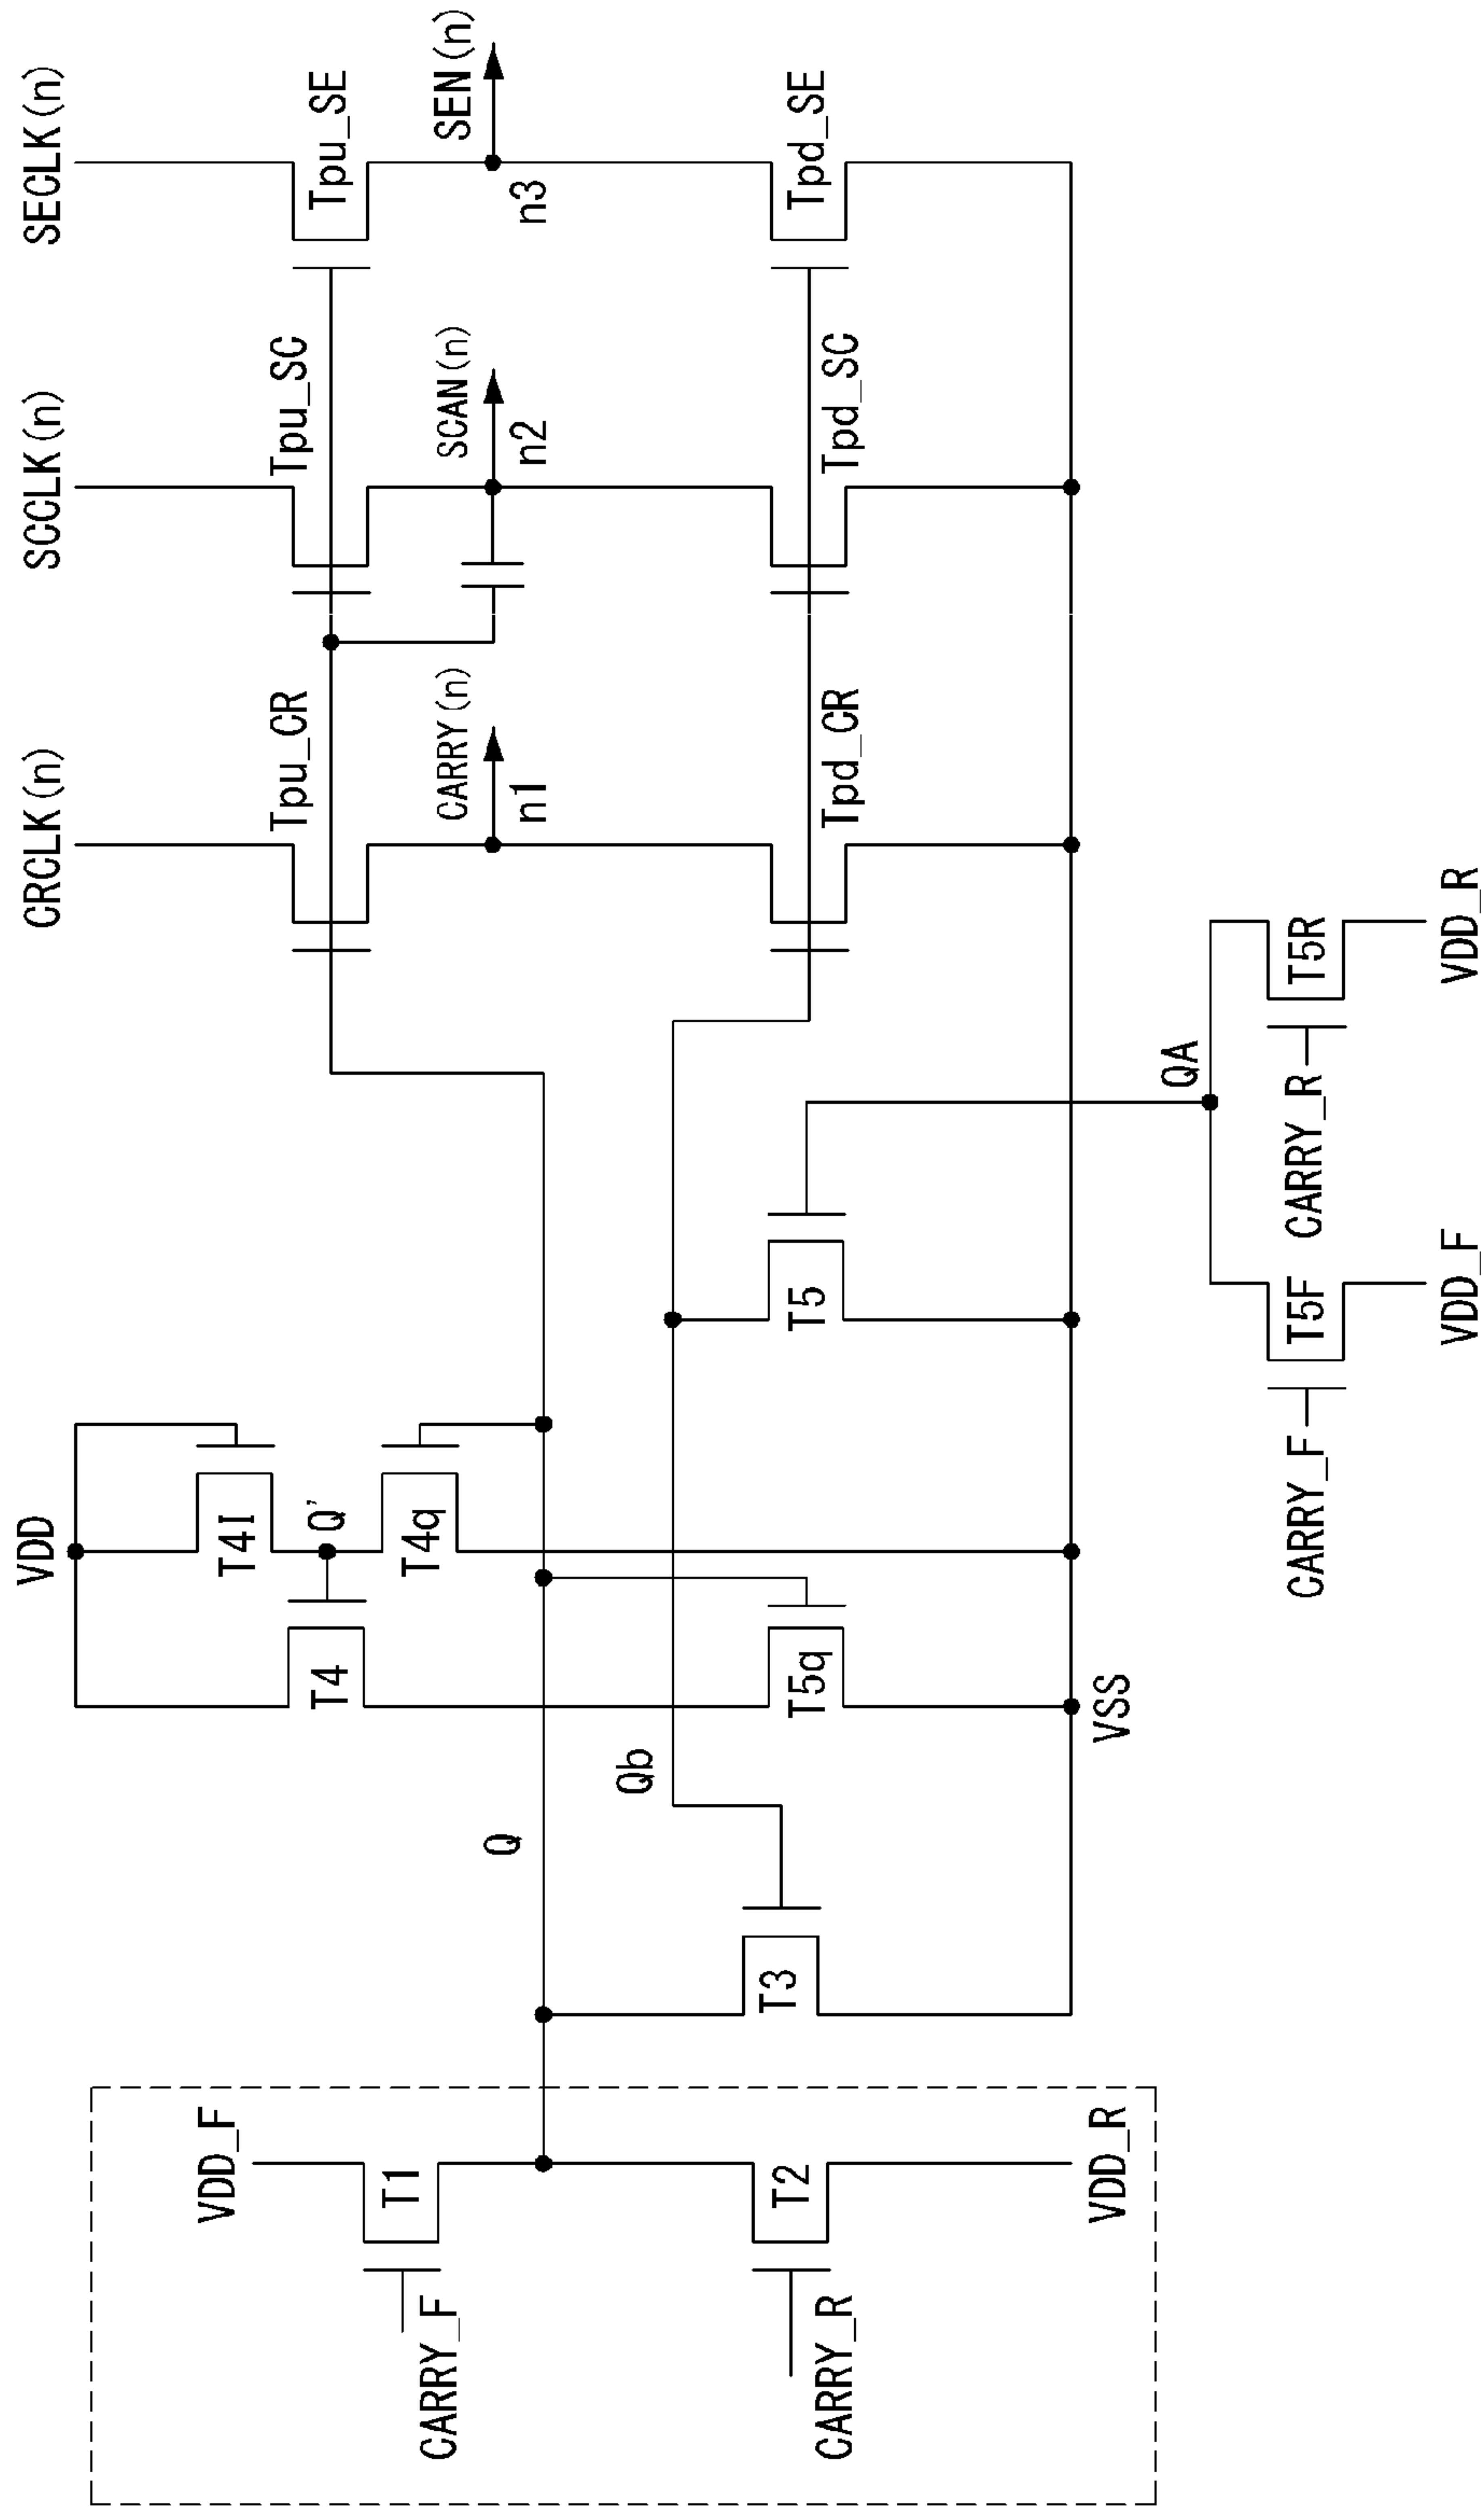 VDD_F
T1
CARRY_F
T2
CARRY_R
VDD_R
T3
Q
Qb
VDD
T4
T4I
Q'
T4q
T5q
VSS
T5
QA
T5F
CARRY_F
VDD_F
T5R
CARRY_R
VDD_R
CRCLK(n)
Tpu_CR
CARRY(n)
n1
Tpd_CR
SCCLK(n)
Tpu_SC
SCAN(n)
n2
Tpd_SC
SECLK(n)
Tpu_SE
SEN(n)
n3
Tpd_SE